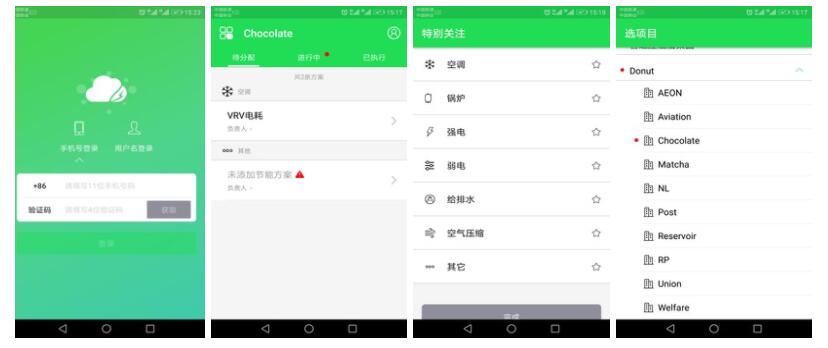 15:23
手机号登录 用户名登录
+86 请填写11位手机号码
验证码 请填写4位验证码 获取
登录
15:17
Chocolate
待分配 进行中 已执行
共2条方案
空调
VRV电耗
负责人 -
其他
未添加节能方案
负责人 -
15:19
特别关注
空调
锅炉
强电
弱电
给排水
空气压缩
其它
完成
15:17
选项目
Donut
AEON
Aviation
Chocolate
Matcha
NL
Post
Reservoir
RP
Union
Welfare